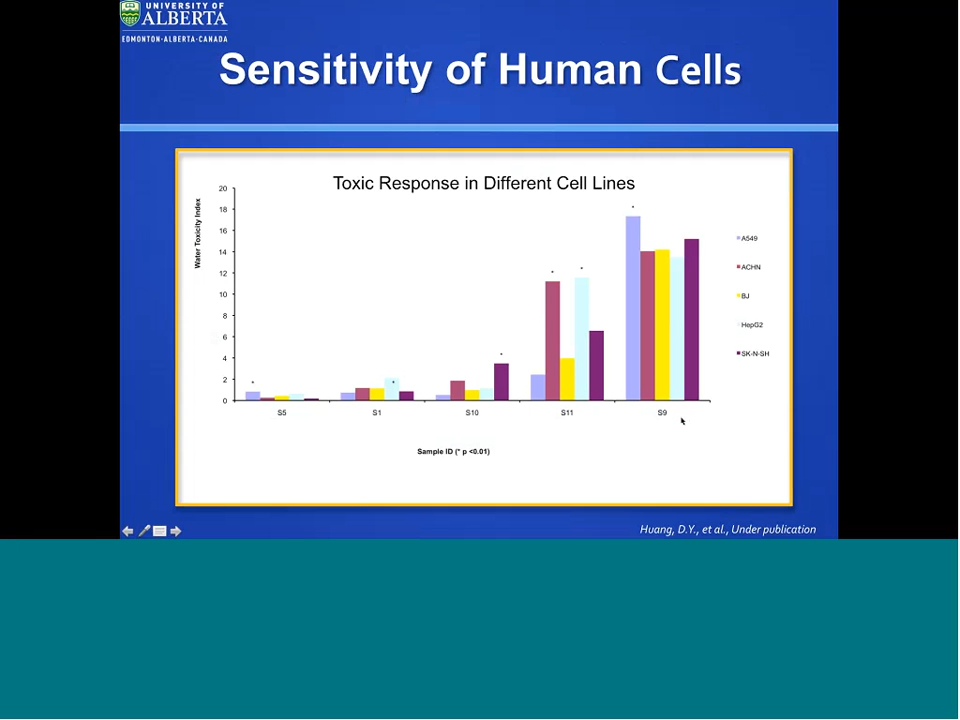 UNIVERSITY OF
ALBERTA
EDMONTON·ALBERTA·CANADA
Sensitivity of Human Cells
Toxic Response in Different Cell Lines
Water Toxicity Index
20
18
16
14
12
10
8
6
4
2
0
*
*
*
*
*
*
S5
S1
S10
S11
S9
Sample ID (* p <0.01)
A549
ACHN
BJ
HepG2
SK-N-SH
Huang, D.Y., et al., Under publication